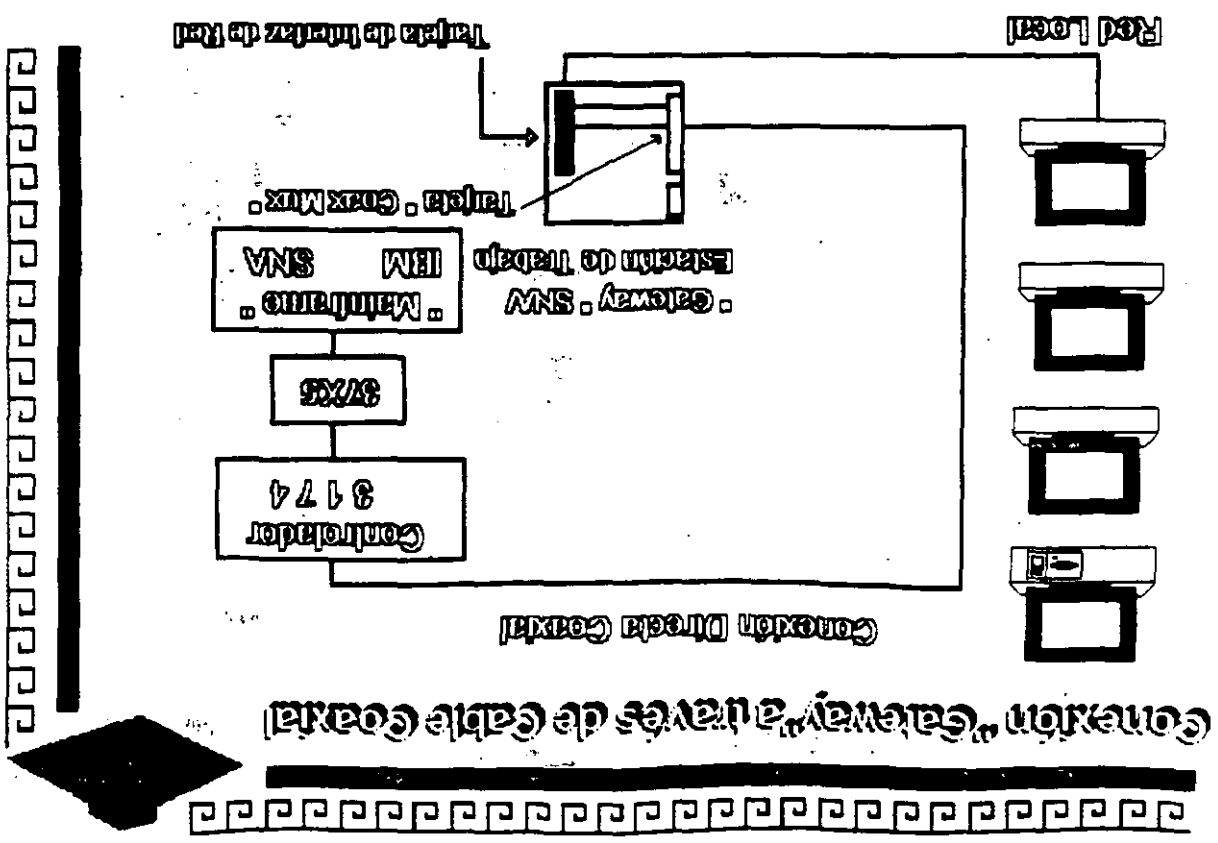 Conexión "Gateway" a través de Cable Coaxial
Conexión Directa Coaxial
Controlador
3 1 7 4
37X5
" Mainframe "
IBM SNA
" Gateway " SNA
Estación de Trabajo
Tarjeta " Coax Mux "
Red Local
Tarjeta de Interfaz de Red